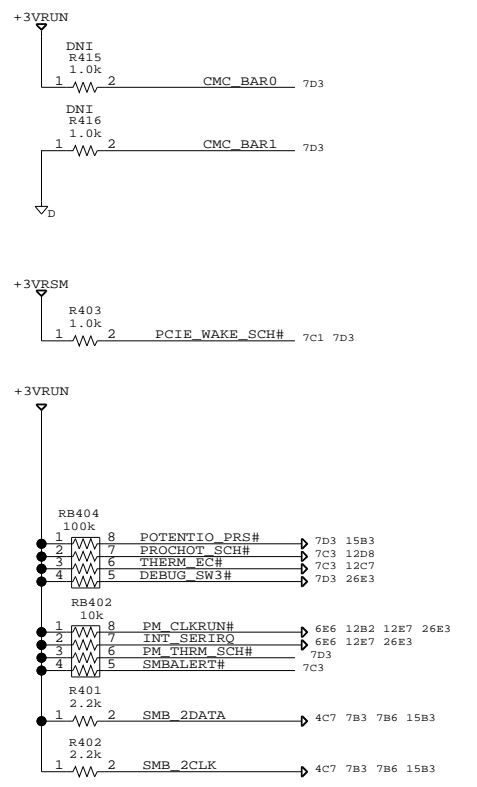 +3VRUN
DNI
R415
1.0k
1 2 CMC_BAR0 7D3
DNI
R416
1.0k
1 2 CMC_BAR1 7D3
D
+3VRSM
R403
1.0k
1 2 PCIE_WAKE_SCH# 7C1 7D3
+3VRUN
RB404
100k
1 8 POTENTIO_PRS# 7D3 15B3
2 7 PROCHOT_SCH# 7C3 12D8
3 6 THERM_EC# 7C3 12C7
4 5 DEBUG_SW3# 7D3 26E3
RB402
10k
1 8 PM_CLKRUN# 6E6 12B2 12E7 26E3
2 7 INT_SERIRQ 6E6 12E7 26E3
3 6 PM_THRM_SCH# 7D3
4 5 SMBALERT# 7C3
R401
2.2k
1 2 SMB_2DATA 4C7 7B3 7B6 15B3
R402
2.2k
1 2 SMB_2CLK 4C7 7B3 7B6 15B3